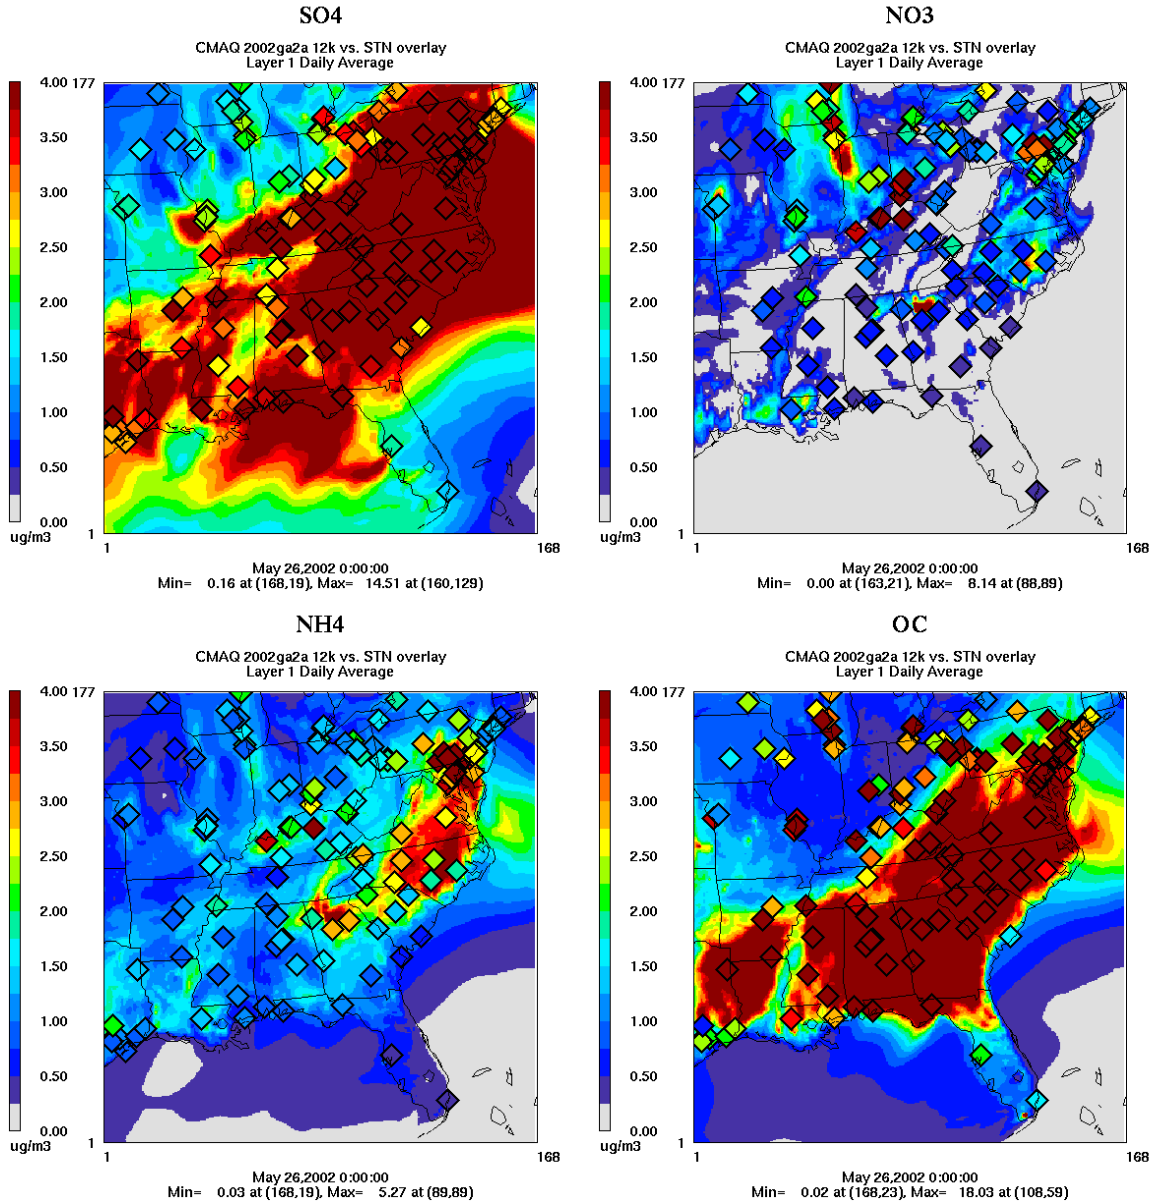 SO4
CMAQ 2002ga2a 12k vs. STN overlay
Layer 1 Daily Average
4.00 177
3.50
3.00
2.50
2.00
1.50
1.00
0.50
0.00
ug/m3
1
1 168
May 26,2002 0:00:00
Min= 0.16 at (168,19), Max= 14.51 at (160,129)
NO3
CMAQ 2002ga2a 12k vs. STN overlay
Layer 1 Daily Average
4.00 177
3.50
3.00
2.50
2.00
1.50
1.00
0.50
0.00
ug/m3
1
1 168
May 26,2002 0:00:00
Min= 0.00 at (163,21), Max= 8.14 at (88,89)
NH4
CMAQ 2002ga2a 12k vs. STN overlay
Layer 1 Daily Average
4.00 177
3.50
3.00
2.50
2.00
1.50
1.00
0.50
0.00
ug/m3
1
1 168
May 26,2002 0:00:00
Min= 0.03 at (168,19), Max= 5.27 at (89,89)
OC
CMAQ 2002ga2a 12k vs. STN overlay
Layer 1 Daily Average
4.00 177
3.50
3.00
2.50
2.00
1.50
1.00
0.50
0.00
ug/m3
1
1 168
May 26,2002 0:00:00
Min= 0.02 at (168,23), Max= 18.03 at (108,59)